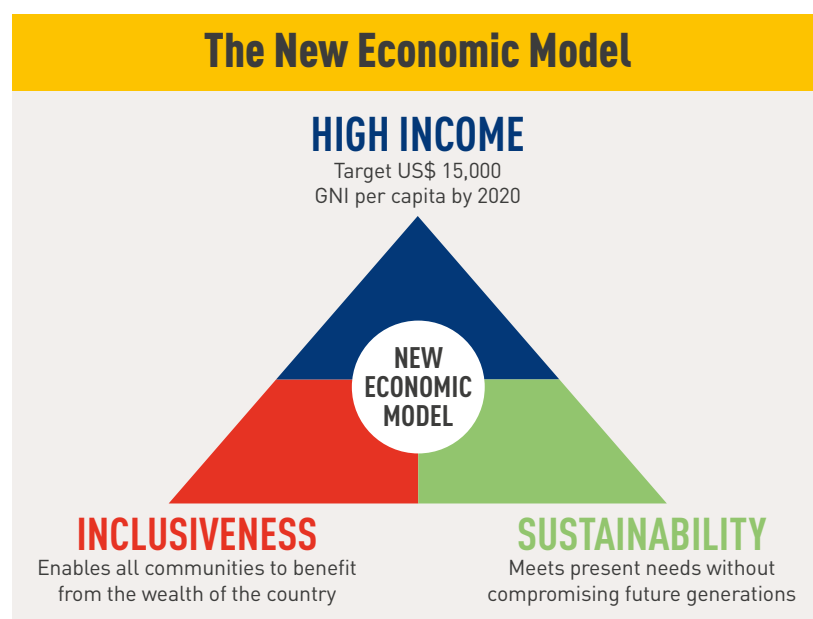 The New Economic Model
HIGH INCOME
Target US$ 15,000
GNI per capita by 2020
NEW
ECONOMIC
MODEL
INCLUSIVENESS
Enables all communities to benefit
from the wealth of the country
SUSTAINABILITY
Meets present needs without
compromising future generations